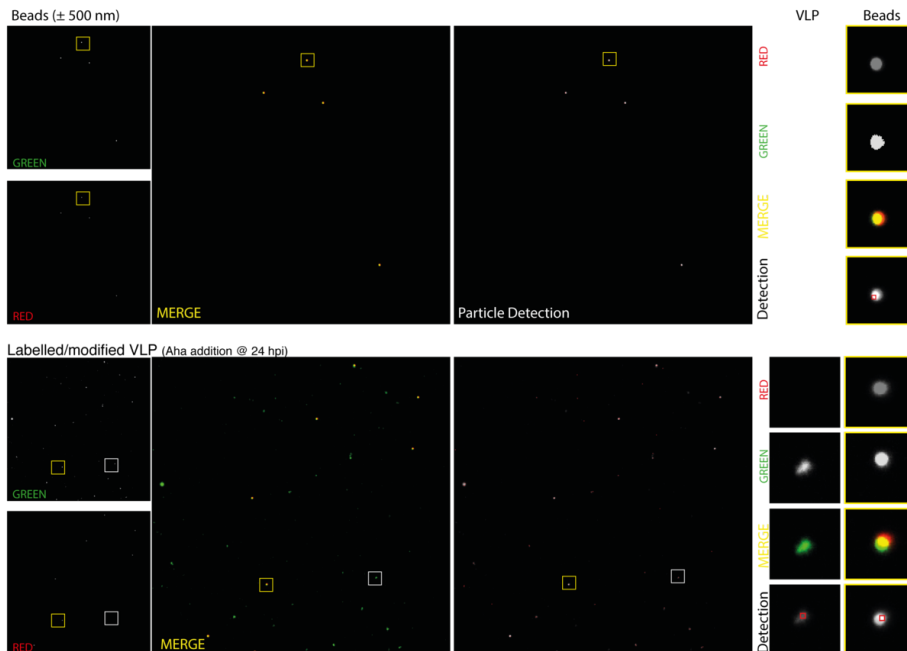 Beads (± 500 nm)
VLP
Beads
GREEN
RED
MERGE
Particle Detection
RED
GREEN
MERGE
Detection
Labelled/modified VLP (Aha addition @ 24 hpi)
GREEN
RED
MERGE
RED
GREEN
MERGE
Detection